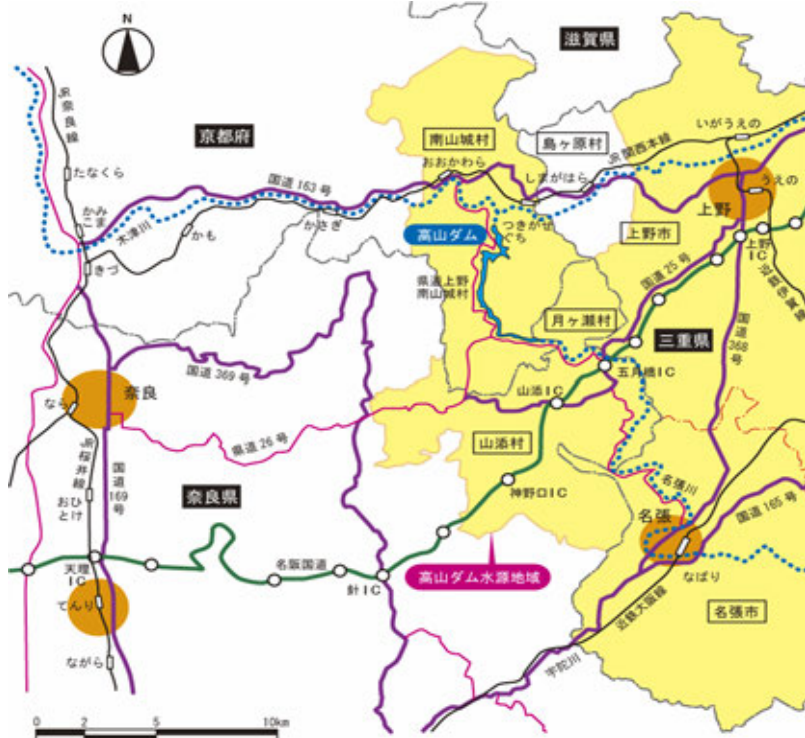 N
滋賀県
JR奈良線
京都府
南山城村
島ヶ原村
いがうえの
JR関西本線
おおかわら
たなくら
国道163号
しまがはら
うえの
上野
かみこま
木津川
かさぎ
かも
つきがせぐち
高山ダム
上野市
上野IC
きづ
県道上野南山城村
国道25号
近鉄伊賀線
月ヶ瀬村
三重県
国道368号
国道369号
五月橋IC
奈良
なら
山添IC
県道26号
山添村
JR桜井線
国道169号
奈良県
名張川
おびとけ
神野口IC
名張
国道165号
名阪国道
天理IC
針IC
高山ダム水源地域
なばり
てんり
近鉄大阪線
名張市
ながら
宇陀川
0 2 5 10km